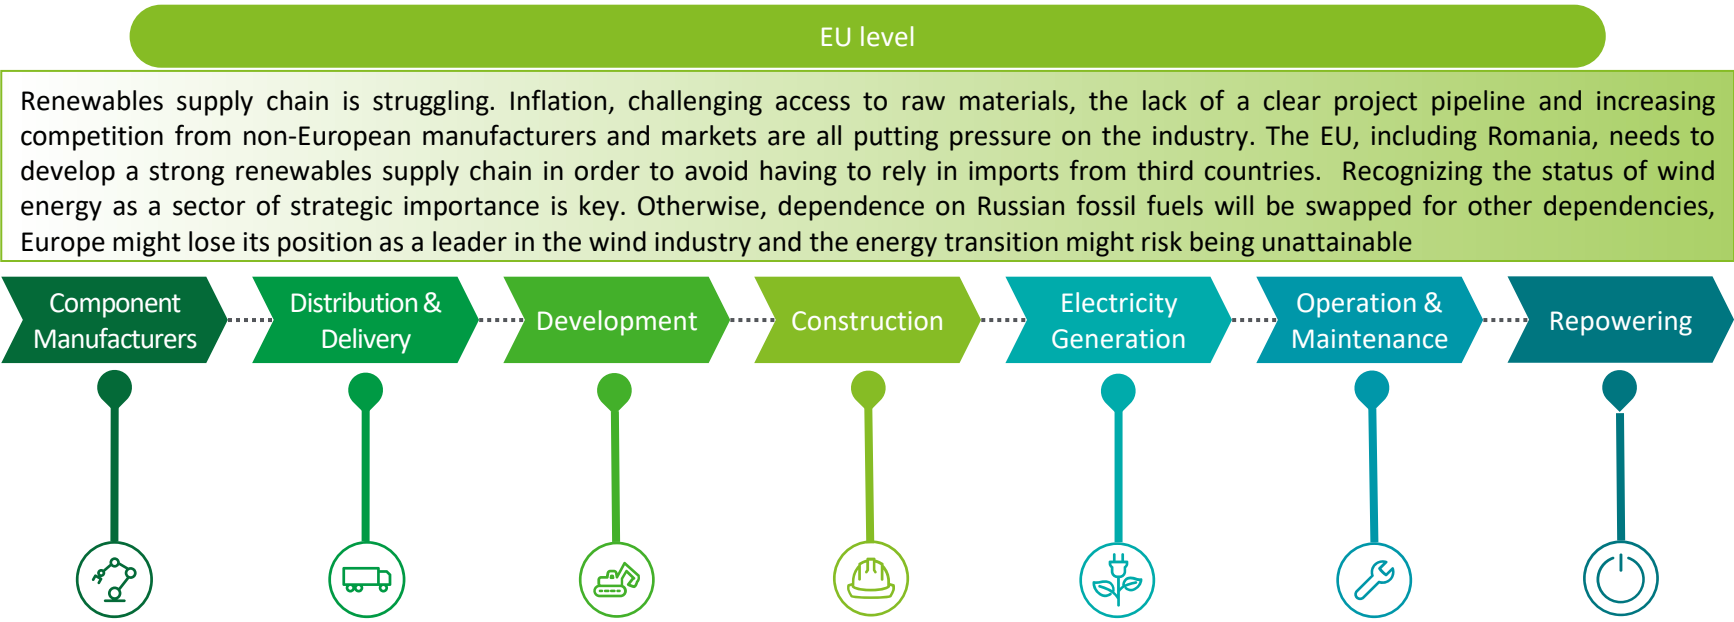 EU level
Renewables supply chain is struggling. Inflation, challenging access to raw materials, the lack of a clear project pipeline and increasing
competition from non-European manufacturers and markets are all putting pressure on the industry. The EU, including Romania, needs to
develop a strong renewables supply chain in order to avoid having to rely in imports from third countries. Recognizing the status of wind
energy as a sector of strategic importance is key. Otherwise, dependence on Russian fossil fuels will be swapped for other dependencies,
Europe might lose its position as a leader in the wind industry and the energy transition might risk being unattainable
Component
Manufacturers
Distribution &
Delivery
Development
Construction
Electricity
Generation
Operation &
Maintenance
Repowering